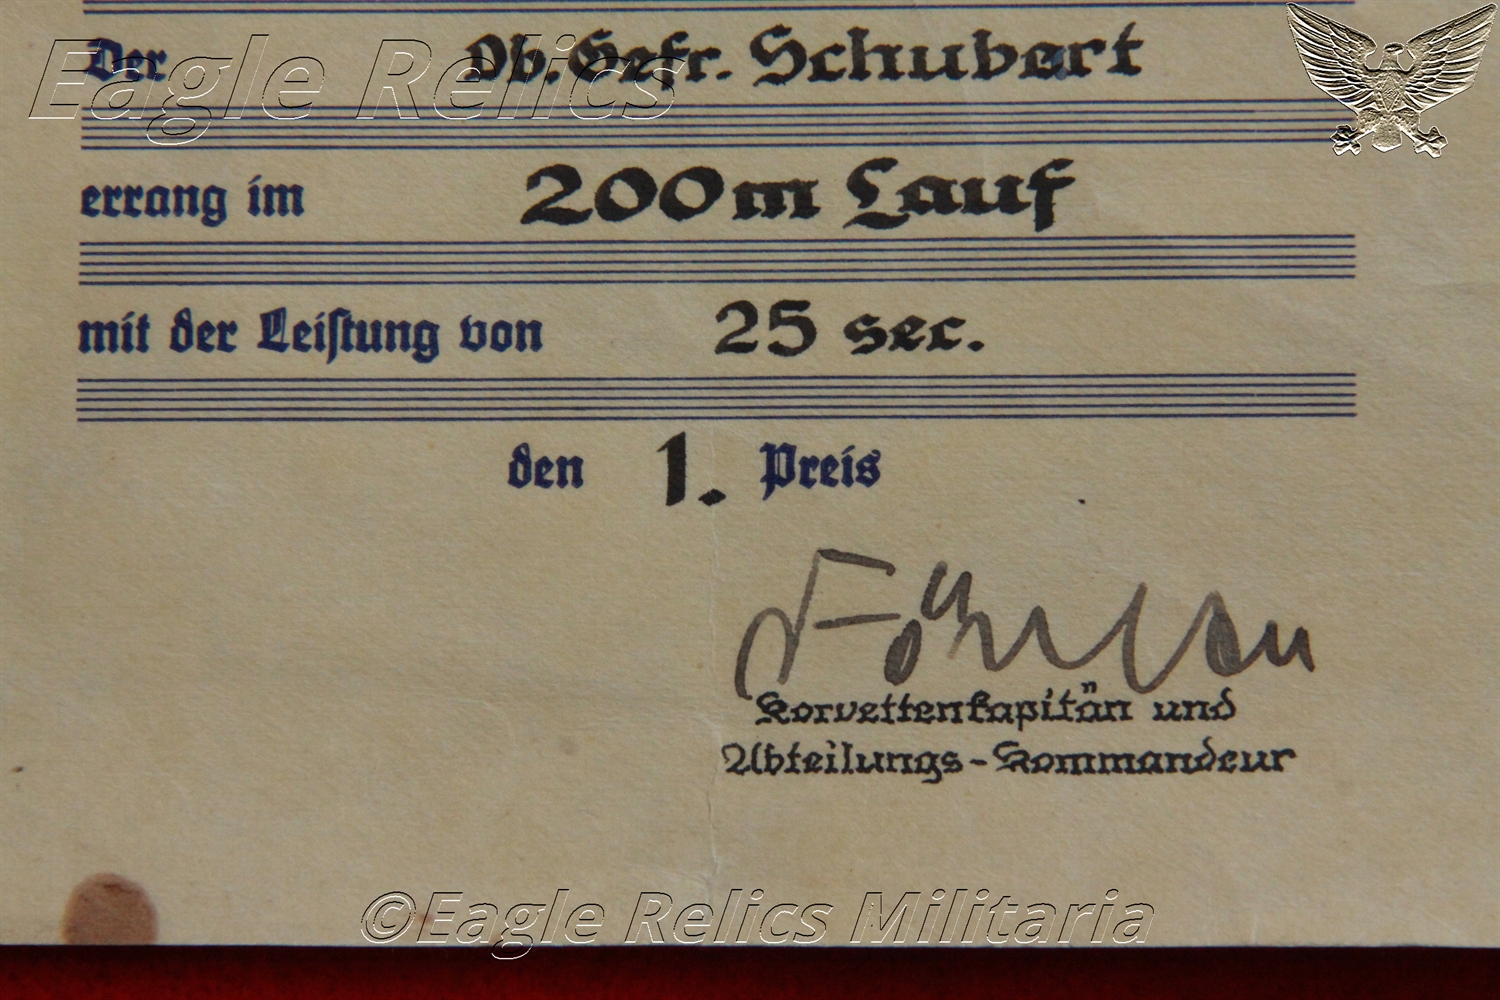 Der Ob.Gefr. Schubert
Eagle Relics
errang im 200m Lauf
mit der Leistung von 25 sec.
den 1. Preis
Korvettenkapitän und
Abteilungs-Kommandeur
©Eagle Relics Militaria